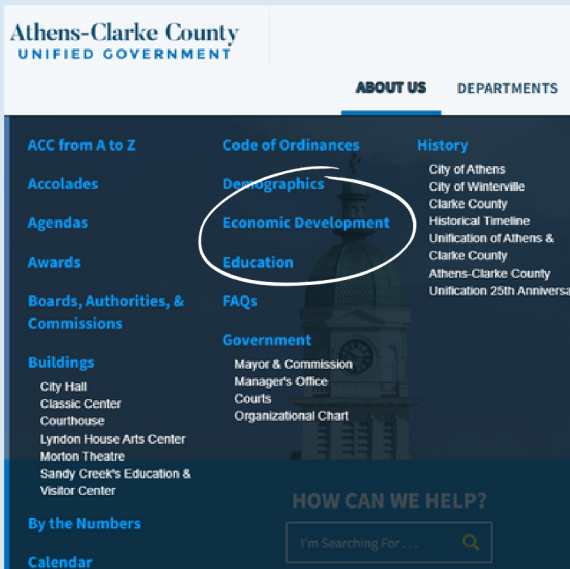 Athens-Clarke County
UNIFIED GOVERNMENT
ABOUT US
DEPARTMENTS
ACC from A to Z
Accolades
Agendas
Awards
Boards, Authorities, &
Commissions
Buildings
City Hall
Classic Center
Courthouse
Lyndon House Arts Center
Morton Theatre
Sandy Creek's Education &
Visitor Center
By the Numbers
Calendar
Code of Ordinances
Demographics
Economic Development
Education
FAQs
Government
Mayor & Commission
Manager's Office
Courts
Organizational Chart
History
City of Athens
City of Winterville
Clarke County
Historical Timeline
Unification of Athens &
Clarke County
Athens-Clarke County
Unification 25th Anniversa
HOW CAN WE HELP?
I'm Searching For . . .